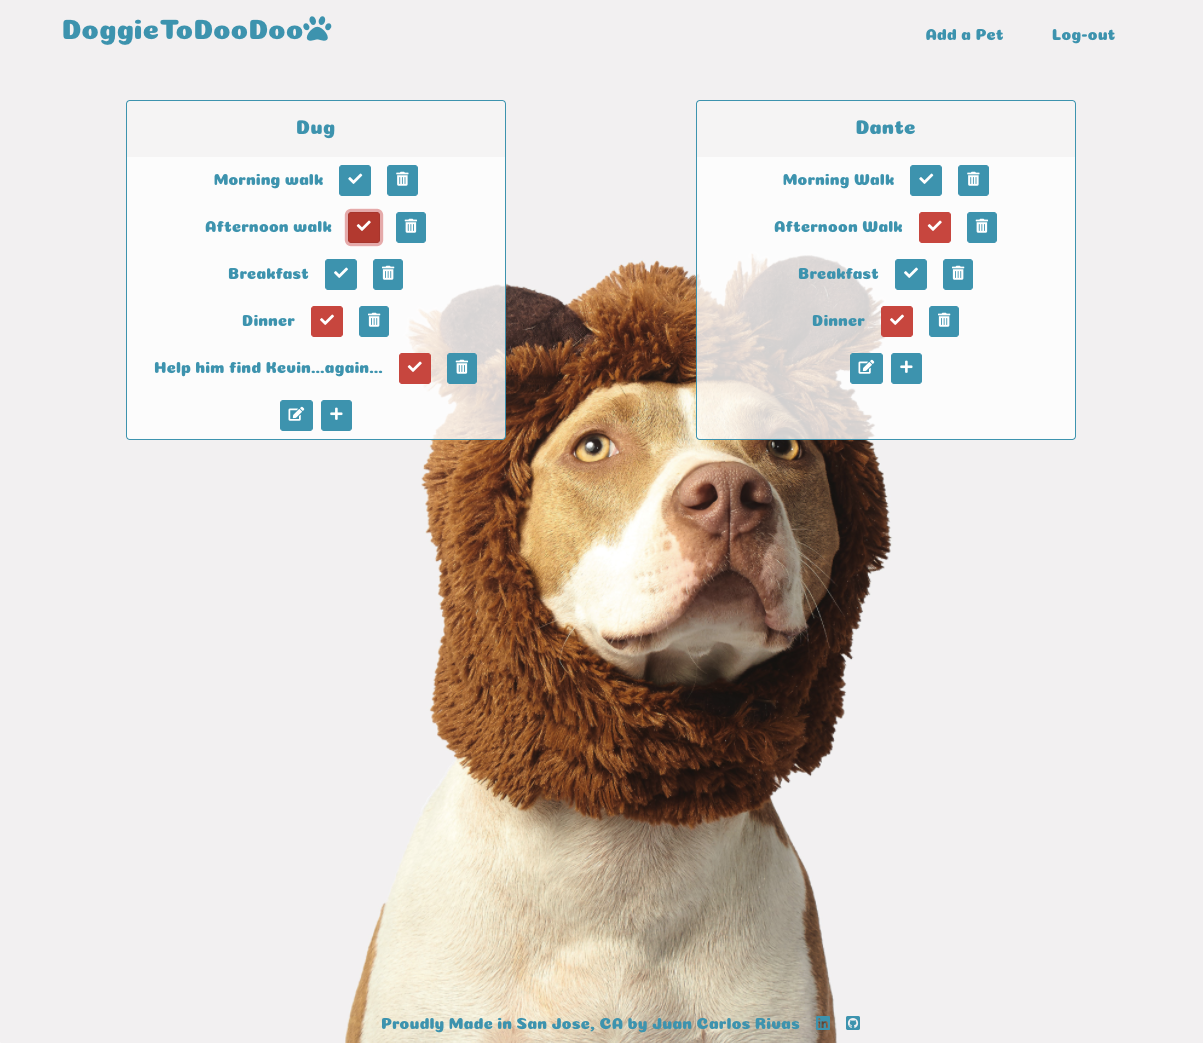 DoggieToDooDoo
Add a Pet
Log-out
Dug
Morning walk
Afternoon walk
Breakfast
Dinner
Help him find Kevin...again...
Dante
Morning Walk
Afternoon Walk
Breakfast
Dinner
Proudly Made in San Jose, CA by Juan Carlos Rivas